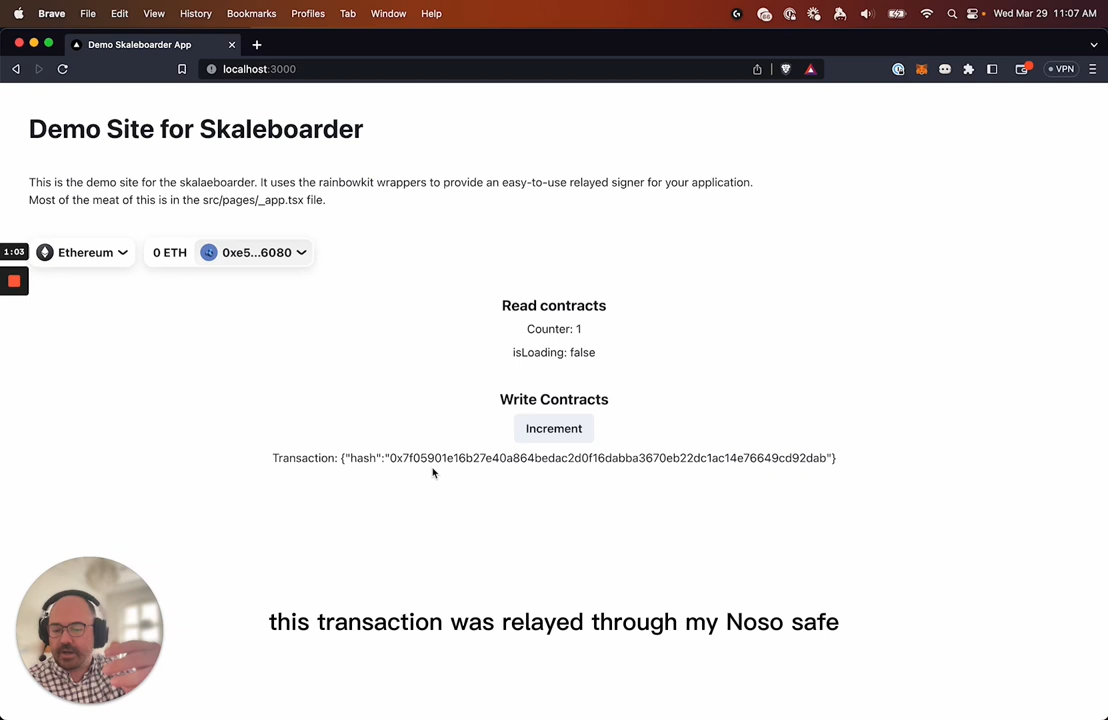 Brave File Edit View History Bookmarks Profiles Tab Window Help Wed Mar 29 11:07 AM
Demo Skaleboarder App
localhost:3000 VPN
Demo Site for Skaleboarder
This is the demo site for the skalaeboarder. It uses the rainbowkit wrappers to provide an easy-to-use relayed signer for your application.
Most of the meat of this is in the src/pages/_app.tsx file.
1:03 Ethereum 0 ETH 0xe5...6080
Read contracts
Counter: 1
isLoading: false
Write Contracts
Increment
Transaction: {"hash":"0x7f05901e16b27e40a864bedac2d0f16dabba3670eb22dc1ac14e76649cd92dab"}
this transaction was relayed through my Noso safe